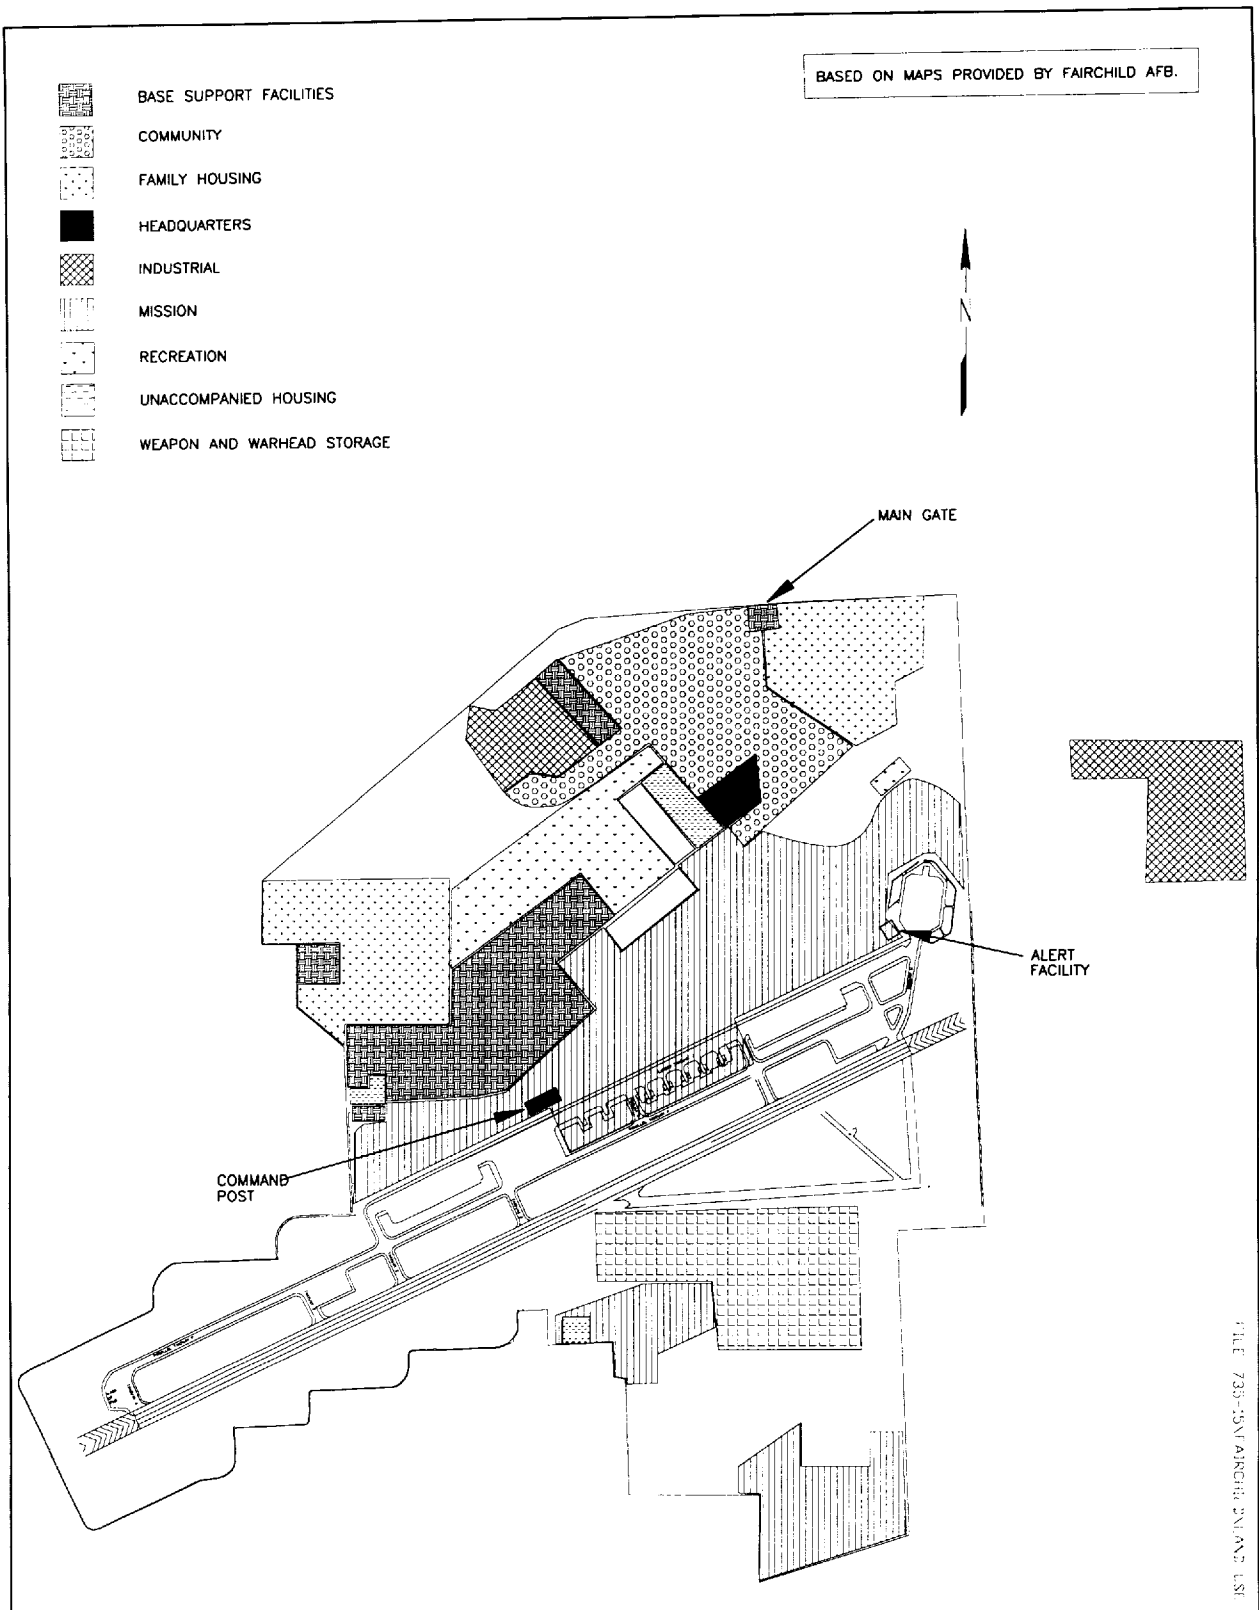 BASED ON MAPS PROVIDED BY FAIRCHILD AFB.
BASE SUPPORT FACILITIES
COMMUNITY
FAMILY HOUSING
HEADQUARTERS
INDUSTRIAL
MISSION
RECREATION
UNACCOMPANIED HOUSING
WEAPON AND WARHEAD STORAGE
N
MAIN GATE
ALERT
FACILITY
COMMAND
POST